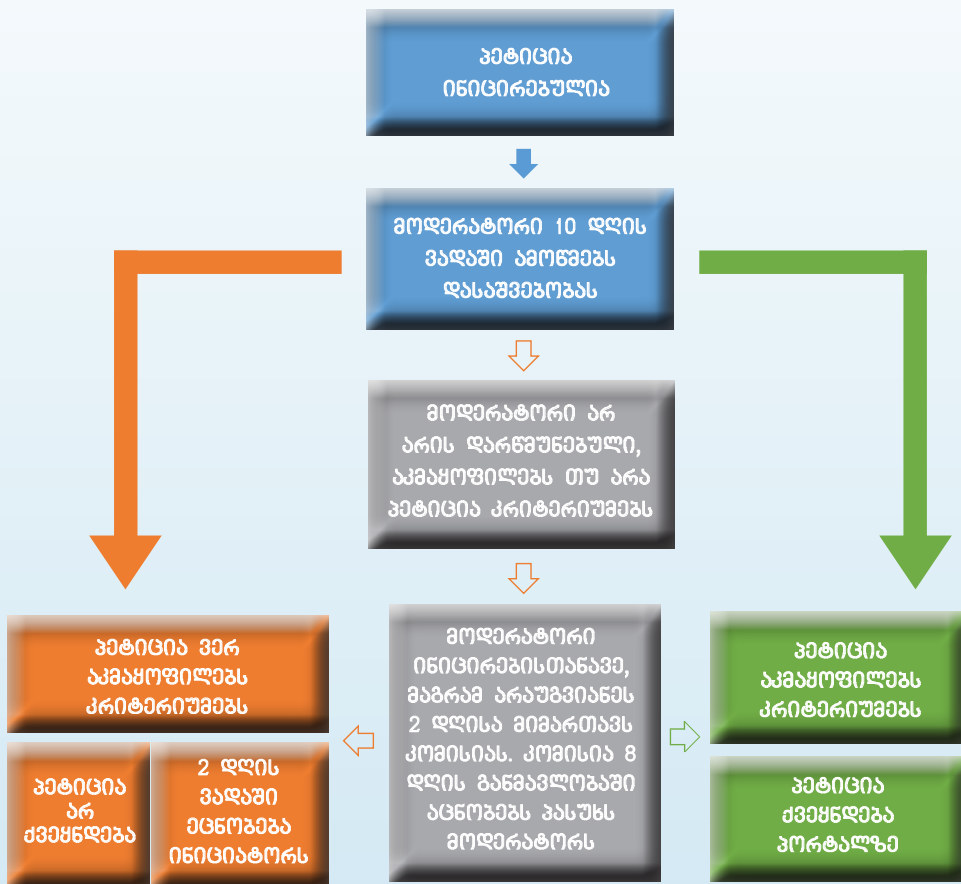 პეტიცია
ინიცირებულია
მოდერატორი 10 დღის
ვადაში ამოწმებს
დასაშვებობას
მოდერატორი არ
არის დარწმუნებული,
აკმაყოფილებს თუ არა
პეტიცია კრიტერიუმებს
პეტიცია ვერ
აკმაყოფილებს
კრიტერიუმებს
პეტიცია
არ
ქვეყნდება
2 დღის
ვადაში
ეცნობება
ინიციატორს
მოდერატორი
ინიცირებისთანავე,
მაგრამ არაუგვიანეს
2 დღისა მიმართავს
კომისიას. კომისია 8
დღის განმავლობაში
აცნობებს პასუხს
მოდერატორს
პეტიცია
აკმაყოფილებს
კრიტერიუმებს
პეტიცია
ქვეყნდება
პორტალზე